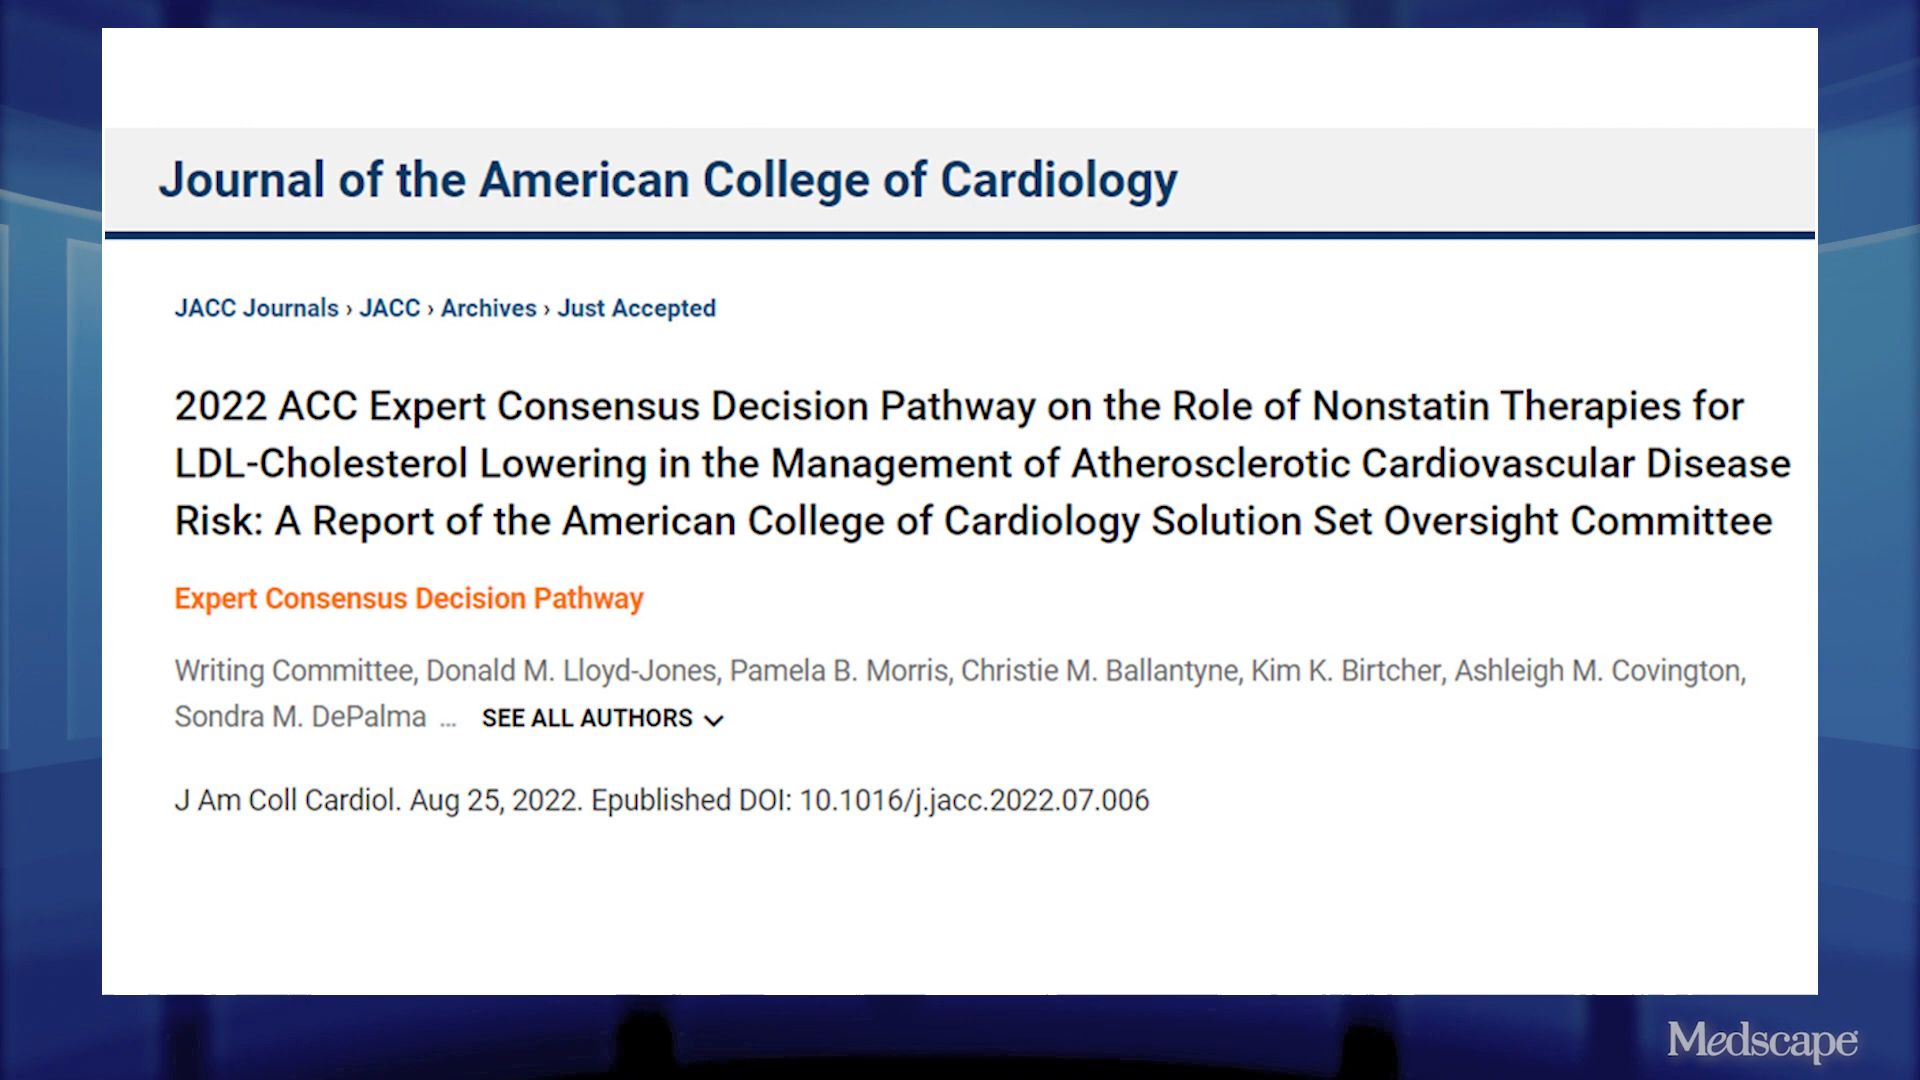 Journal of the American College of Cardiology
JACC Journals › JACC › Archives › Just Accepted
2022 ACC Expert Consensus Decision Pathway on the Role of Nonstatin Therapies for
LDL-Cholesterol Lowering in the Management of Atherosclerotic Cardiovascular Disease
Risk: A Report of the American College of Cardiology Solution Set Oversight Committee
Expert Consensus Decision Pathway
Writing Committee, Donald M. Lloyd-Jones, Pamela B. Morris, Christie M. Ballantyne, Kim K. Birtcher, Ashleigh M. Covington,
Sondra M. DePalma ... SEE ALL AUTHORS
J Am Coll Cardiol. Aug 25, 2022. Epublished DOI: 10.1016/j.jacc.2022.07.006
Medscape